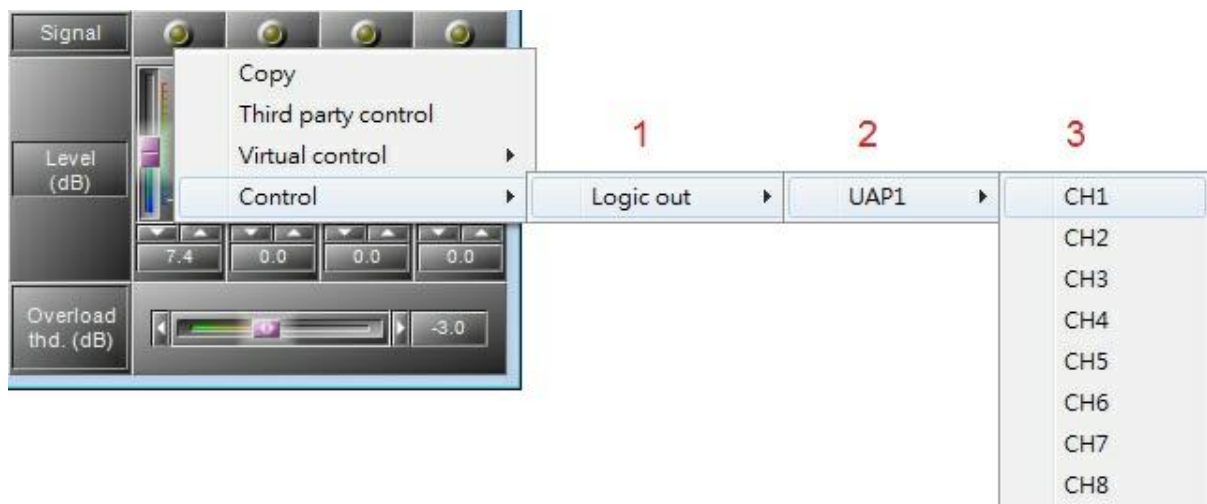 Signal
Copy
Third party control
Virtual control
Control
1
Logic out
2
UAP1
3
CH1
CH2
CH3
CH4
CH5
CH6
CH7
CH8
Level
(dB)
7.4 0.0 0.0 0.0
Overload
thd. (dB)
-3.0